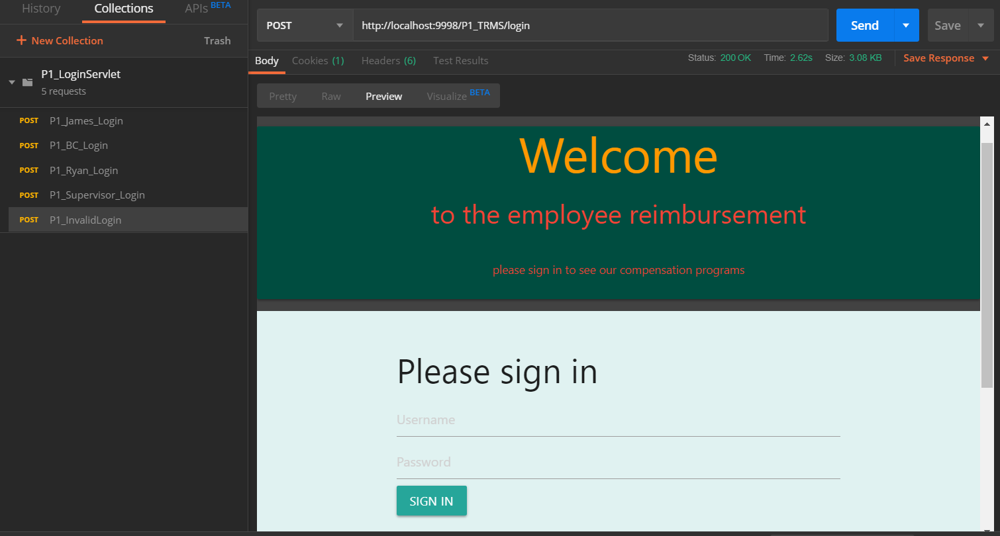 History Collections APIs BETA
+ New Collection Trash
P1_LoginServlet
5 requests
POST P1_James_Login
POST P1_BC_Login
POST P1_Ryan_Login
POST P1_Supervisor_Login
POST P1_InvalidLogin
POST http://localhost:9998/P1_TRMS/login Send Save
Body Cookies (1) Headers (6) Test Results Status: 200 OK Time: 2.62s Size: 3.08 KB Save Response
Pretty Raw Preview Visualize BETA
Welcome
to the employee reimbursement
please sign in to see our compensation programs
Please sign in
Username
Password
SIGN IN